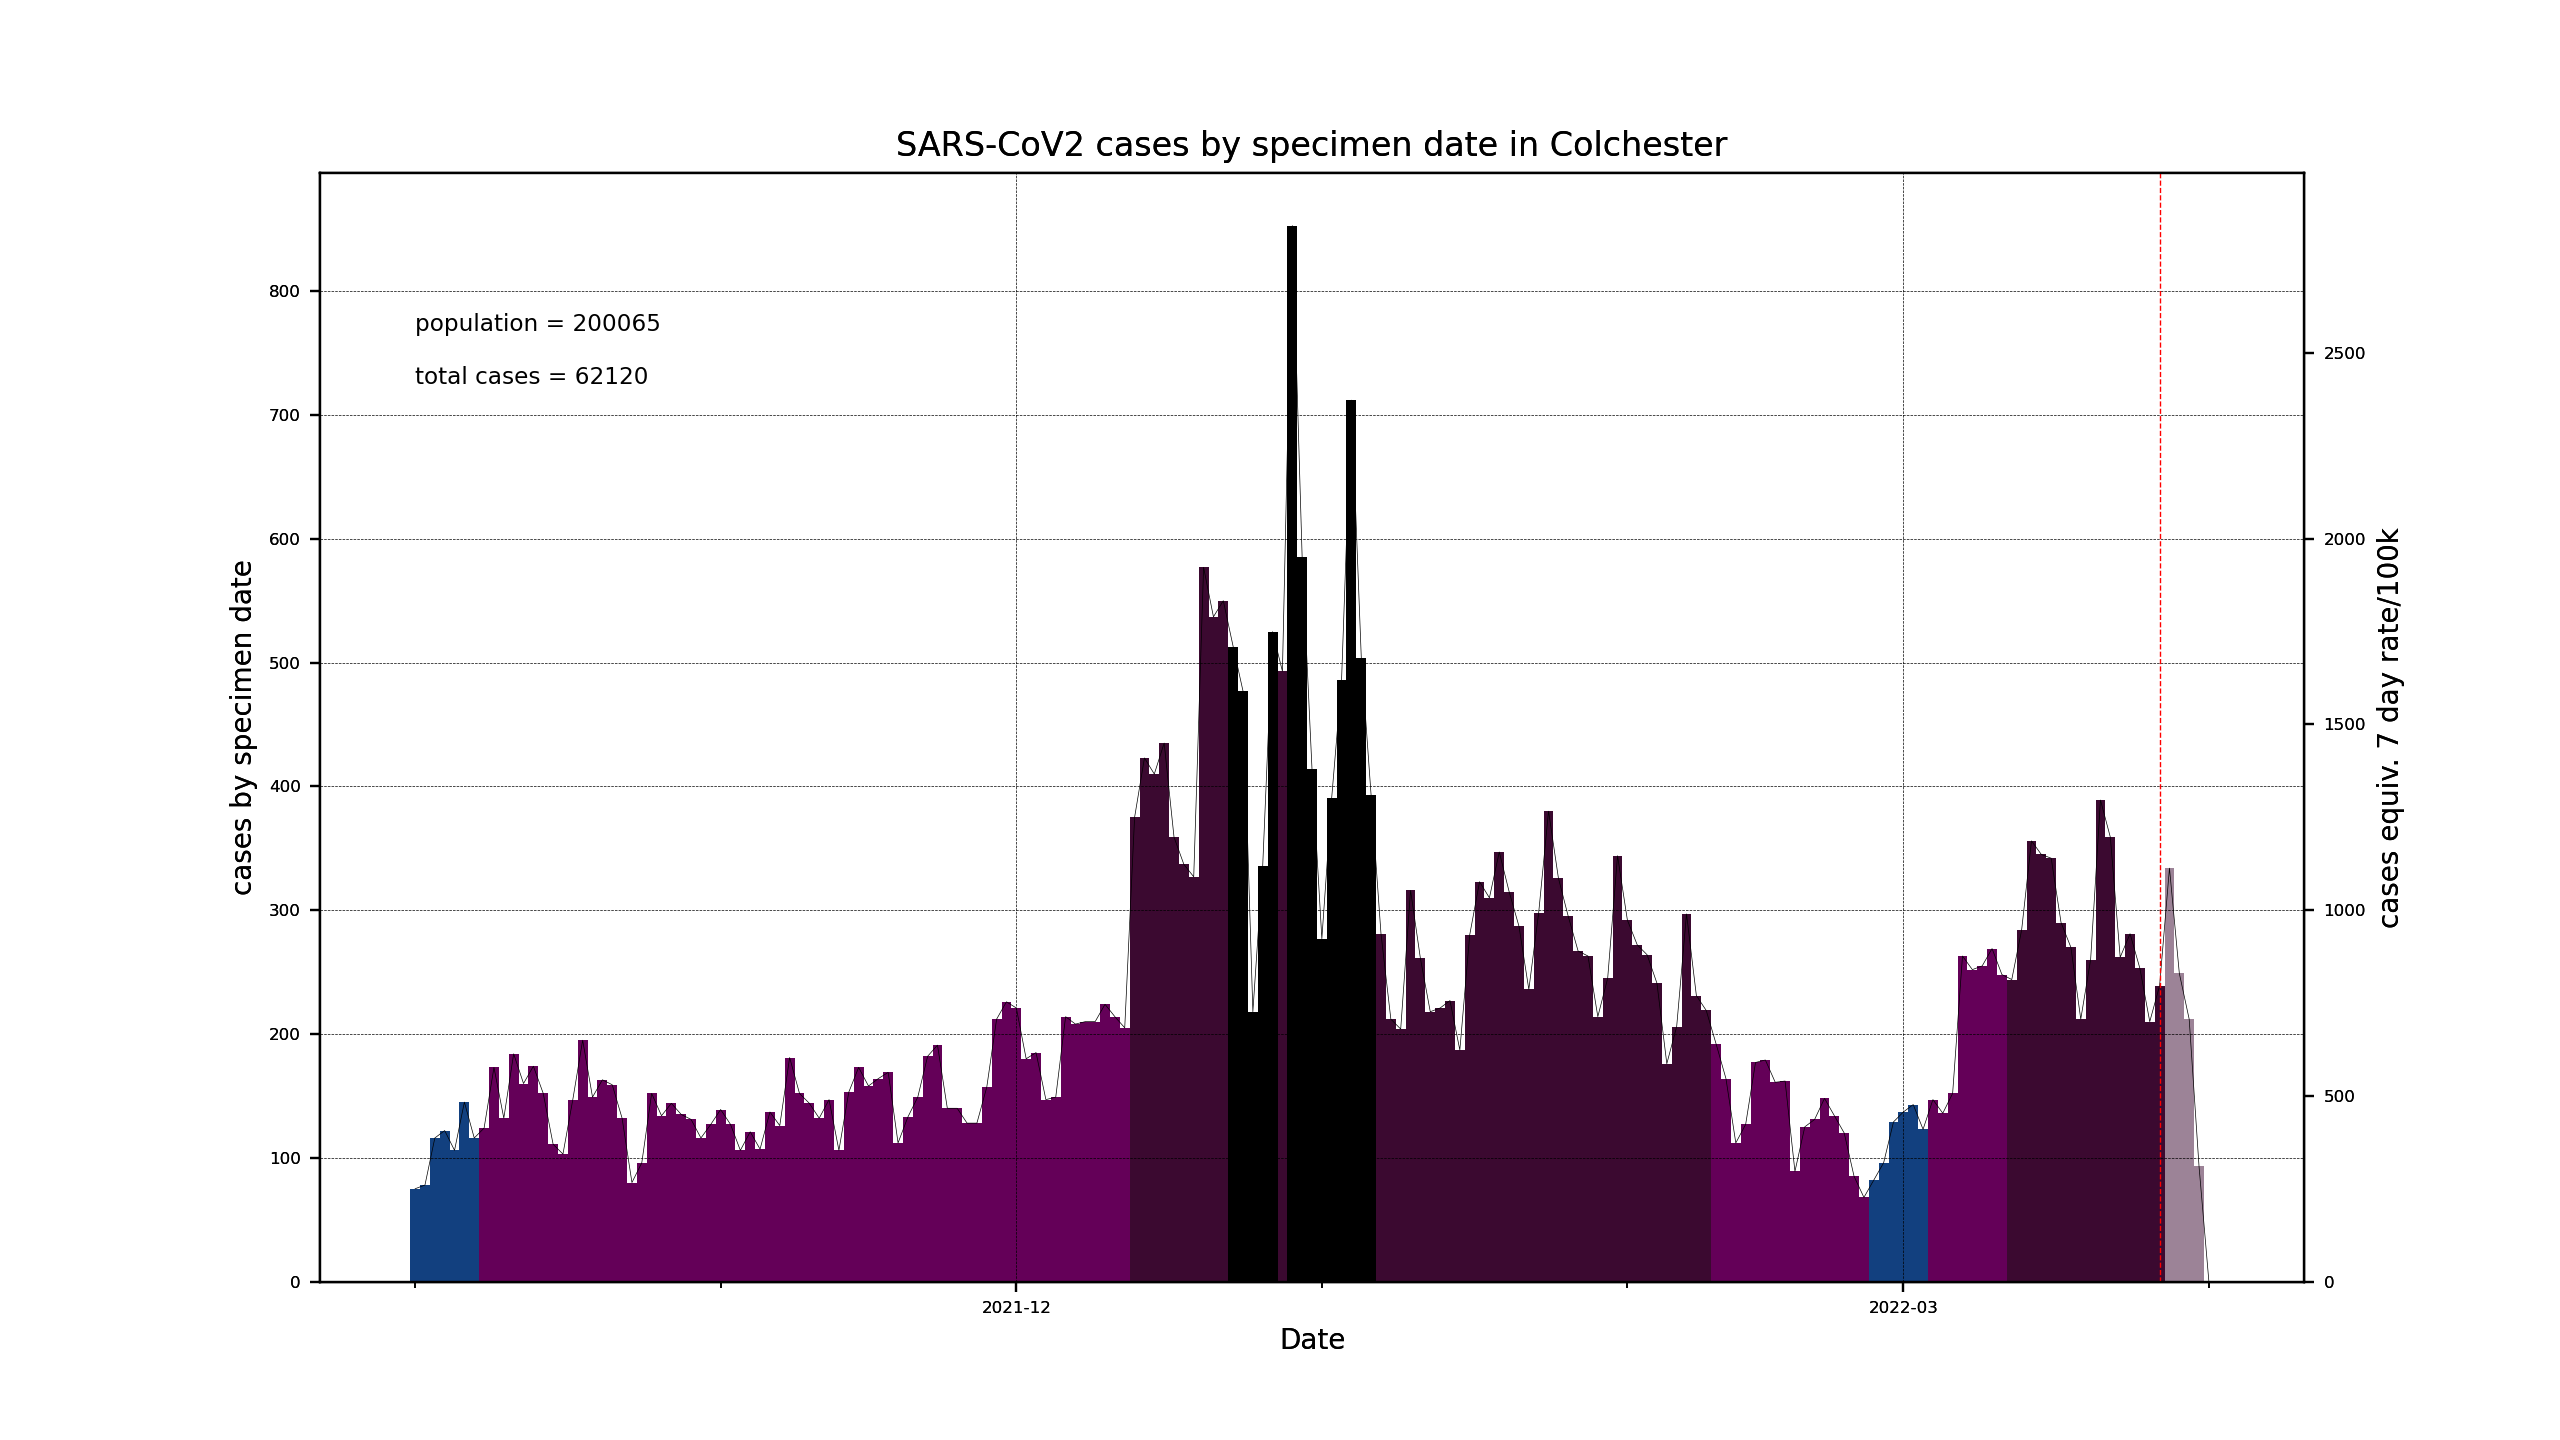 SARS-CoV2 cases by specimen date in Colchester
population = 200065
total cases = 62120
cases by specimen date
800
700
600
500
400
300
200
100
0
2500
2000
1500
1000
500
0
cases equiv. 7 day rate/100k
2021-12
2022-03
Date